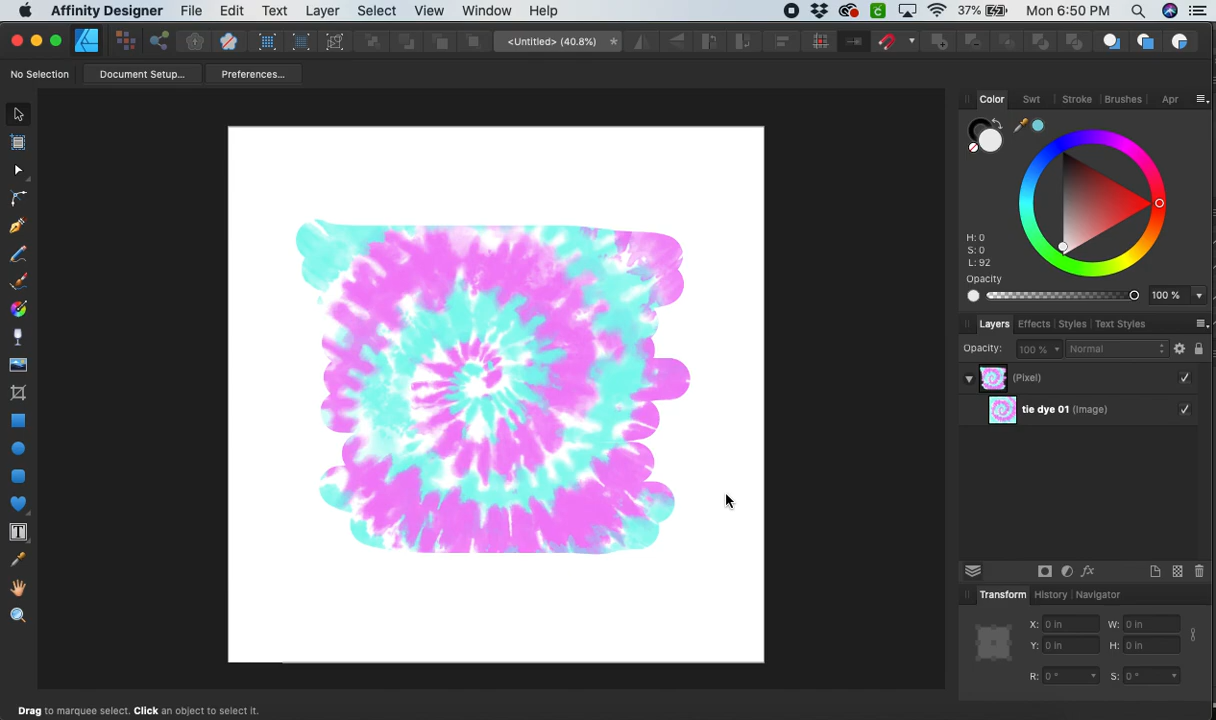 Affinity Designer File Edit Text Layer Select View Window Help 37% Mon 6:50 PM
<Untitled> (40.8%) *
No Selection Document Setup... Preferences...
Color Swt Stroke Brushes Apr
H: 0
S: 0
L: 92
Opacity
100 %
Layers Effects Styles Text Styles
Opacity: 100 % Normal
(Pixel)
tie dye 01 (Image)
Transform History Navigator
X: 0 in W: 0 in
Y: 0 in H: 0 in
R: 0 ° S: 0 °
Drag to marquee select. Click an object to select it.